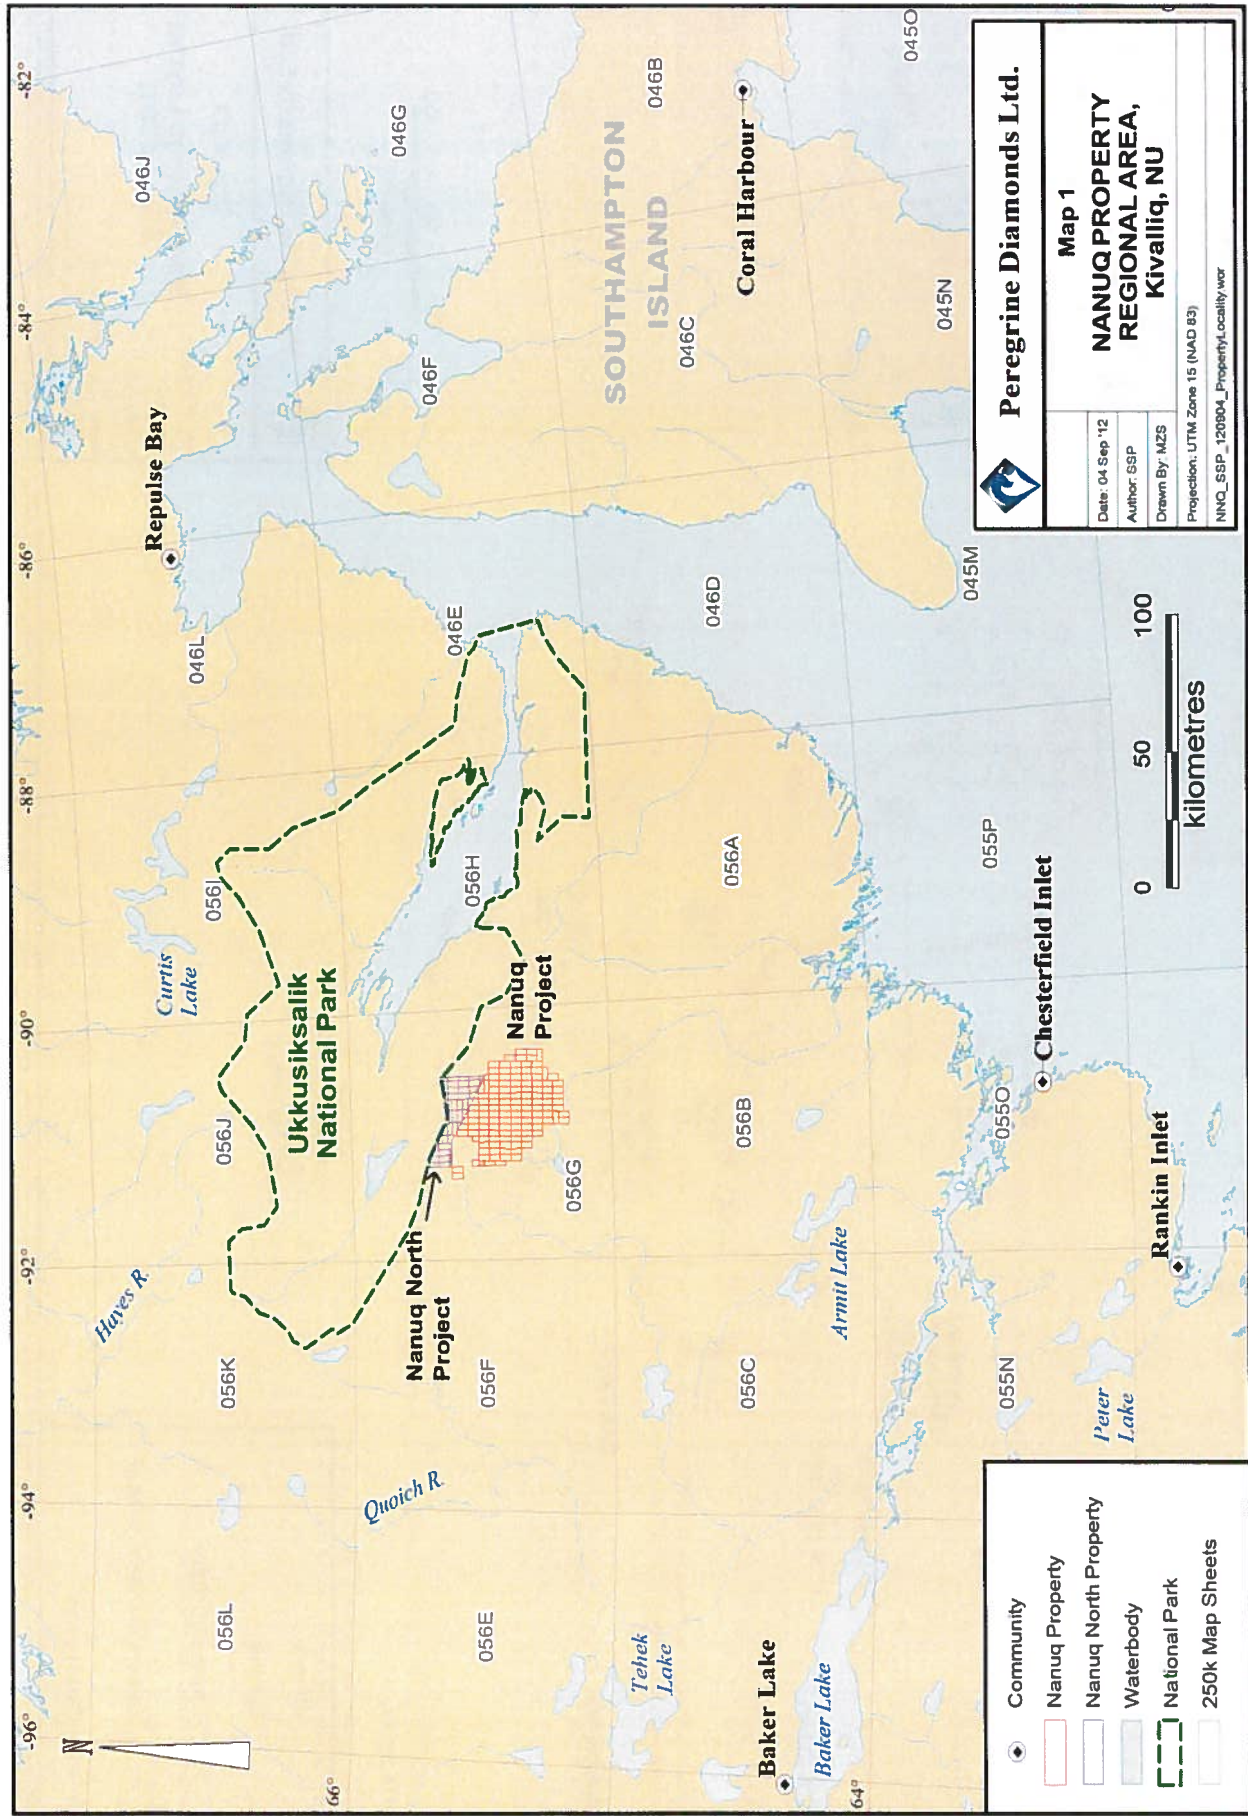 -96°
-94°
-92°
-90°
-88°
-86°
-84°
-82°
66°
64°
N
Hayes R.
Curtis
Lake
Repulse Bay
046J
046L
056L
056K
056J
056I
Ukkusiksalik
National Park
046G
046F
046E
Quoich R.
Nanuq North
Project
056H
056E
056F
Nanuq
Project
056G
SOUTHAMPTON
ISLAND
046B
046C
046D
Tehek
Lake
056C
056B
056A
Coral Harbour
Baker Lake
Baker Lake
Armit Lake
045O
045N
045M
055P
055O
055N
Chesterfield Inlet
Peter
Lake
Rankin Inlet
0 50 100
kilometres
Community
Nanuq Property
Nanuq North Property
Waterbody
National Park
250k Map Sheets
Peregrine Diamonds Ltd.
Date: 04 Sep '12
Author: SSP
Drawn By: MZS
Map 1
NANUQ PROPERTY
REGIONAL AREA,
Kivalliq, NU
Projection: UTM Zone 15 (NAD 83)
NNQ_SSP_120904_PropertyLocality.wor